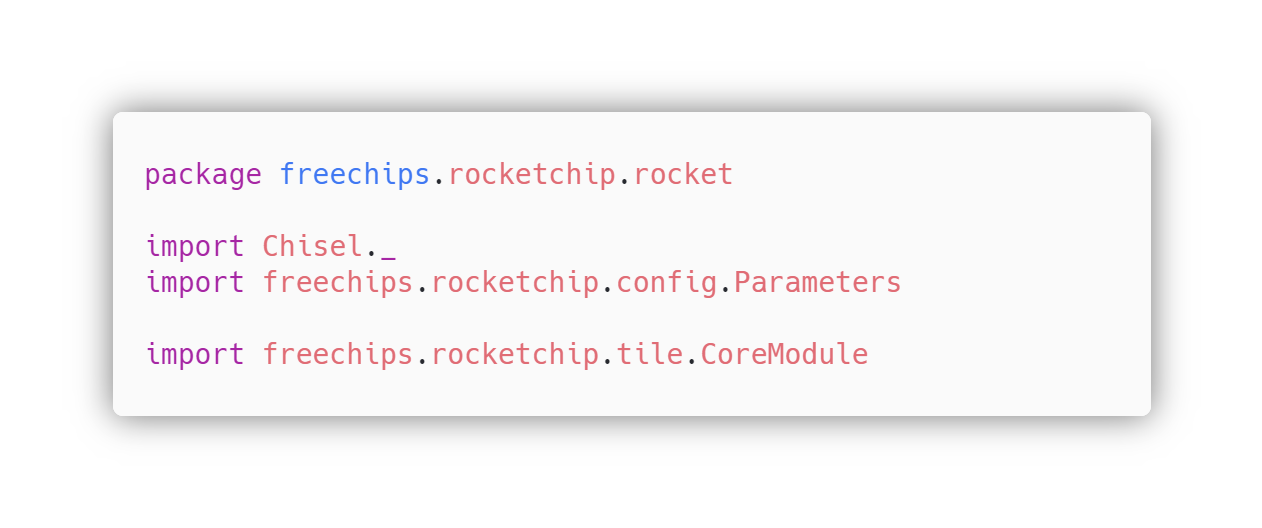 package freechips.rocketchip.rocket
import Chisel._
import freechips.rocketchip.config.Parameters
import freechips.rocketchip.tile.CoreModule